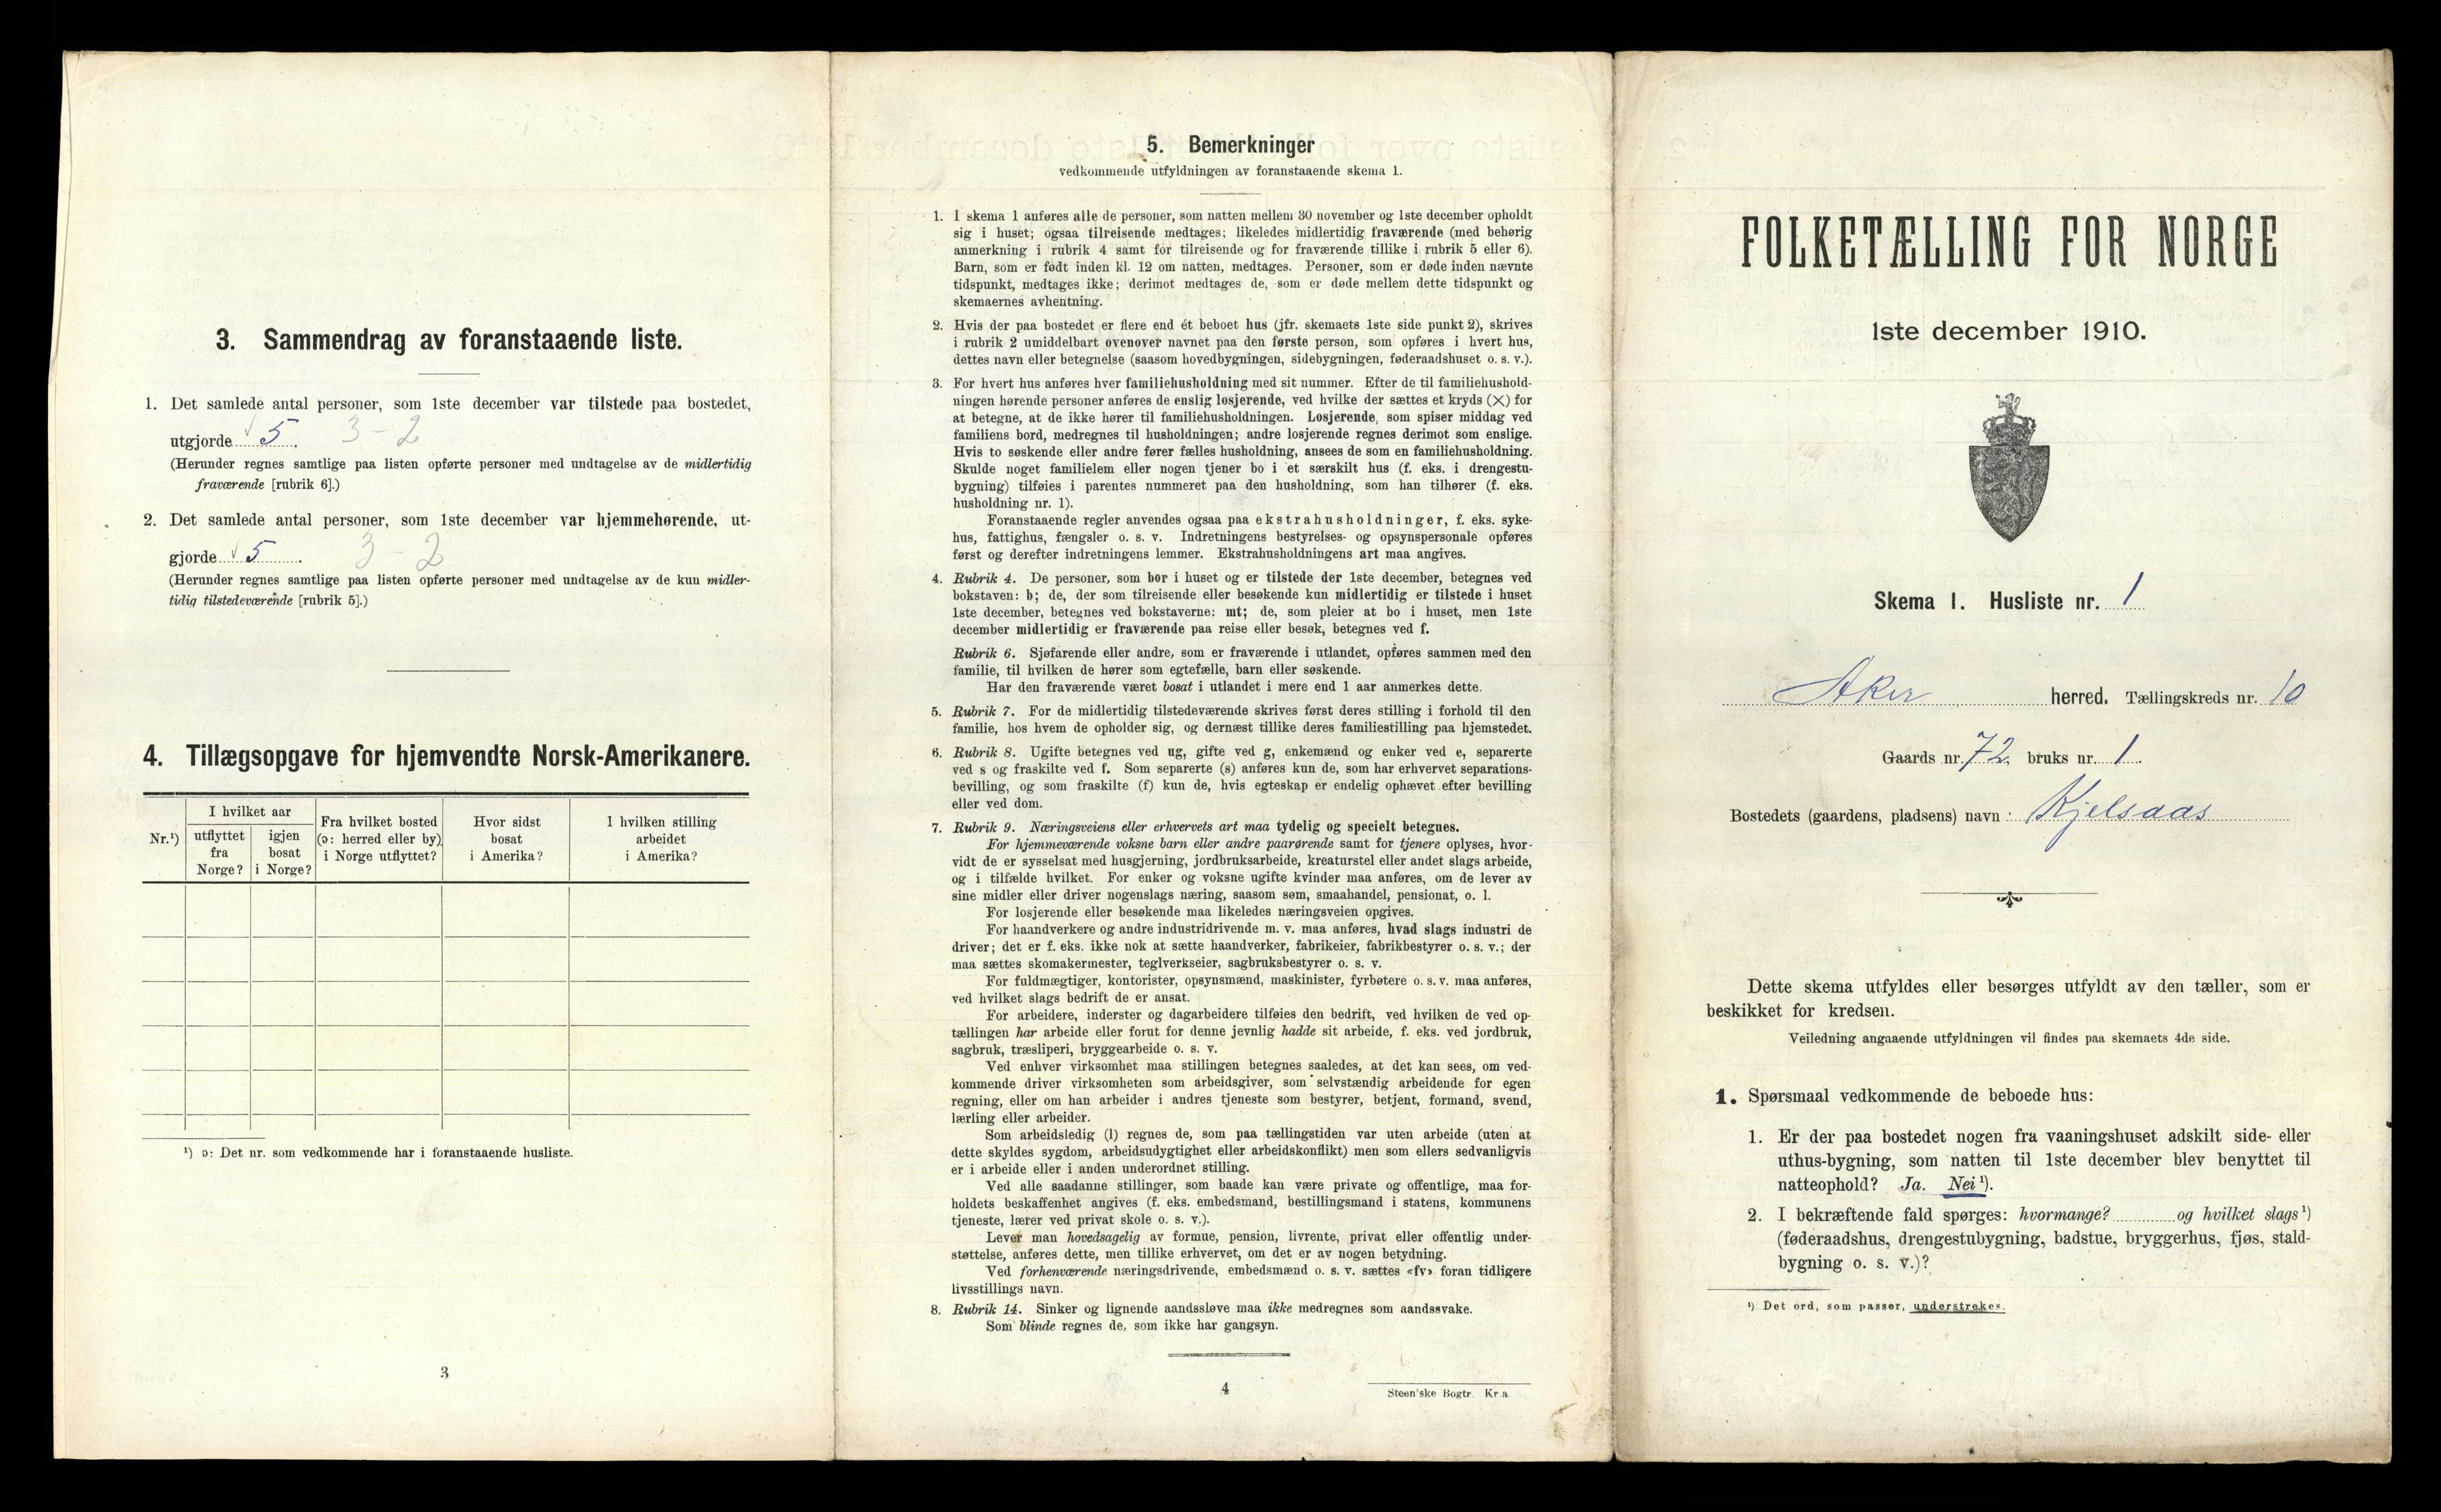 3. Sammendrag av foranstaaende liste.
1. Det samlede antal personer, som 1ste december var tilstede paa bostedet,
utgjorde 5. 3-2
(Herunder regnes samtlige paa listen opførte personer med undtagelse av de midlertidig
fraværende [rubrik 6].)
2. Det samlede antal personer, som 1ste december var hjemmehørende, ut-
gjorde 5. 3-2
(Herunder regnes samtlige paa listen opførte personer med undtagelse av de kun midler-
tidig tilstedeværende [rubrik 5].)
4. Tillægsopgave for hjemvendte Norsk-Amerikanere.
Nr.¹)
I hvilket aar
utflyttet
fra
Norge?
igjen
bosat
i Norge?
Fra hvilket bosted
(ɔ: herred eller by)
i Norge utflyttet?
Hvor sidst
bosat
i Amerika?
I hvilken stilling
arbeidet
i Amerika?
¹) ɔ: Det nr. som vedkommende har i foranstaaende husliste.
3
5. Bemerkninger
vedkommende utfyldningen av foranstaaende skema 1.
1. I skema 1 anføres alle de personer, som natten mellem 30 november og 1ste december opholdt
sig i huset; ogsaa tilreisende medtages; likeledes midlertidig fraværende (med behørig
anmerkning i rubrik 4 samt for tilreisende og for fraværende tillike i rubrik 5 eller 6).
Barn, som er født inden kl. 12 om natten, medtages. Personer, som er døde inden nævnte
tidspunkt, medtages ikke; derimot medtages de, som er døde mellem dette tidspunkt og
skemaernes avhentning.
2. Hvis der paa bostedet er flere end ét beboet hus (jfr. skemaets 1ste side punkt 2), skrives
i rubrik 2 umiddelbart ovenover navnet paa den første person, som opføres i hvert hus,
dettes navn eller betegnelse (saasom hovedbygningen, sidebygningen, føderaadshuset o. s. v.).
3. For hvert hus anføres hver familiehusholdning med sit nummer. Efter de til familiehushold-
ningen hørende personer anføres de enslig losjerende, ved hvilke der sættes et kryds (×) for
at betegne, at de ikke hører til familiehusholdningen. Losjerende, som spiser middag ved
familiens bord, medregnes til husholdningen; andre losjerende regnes derimot som enslige.
Hvis to søskende eller andre fører fælles husholdning, ansees de som en familiehusholdning.
Skulde noget familielem eller nogen tjener bo i et særskilt hus (f. eks. i drengestu-
bygning) tilføies i parentes nummeret paa den husholdning, som han tilhører (f. eks.
husholdning nr. 1).
Foranstaaende regler anvendes ogsaa paa ekstrahusholdninger, f. eks. syke-
hus, fattighus, fængsler o. s. v. Indretningens bestyrelses- og opsynspersonale opføres
først og derefter indretningens lemmer. Ekstrahusholdningens art maa angives.
4. Rubrik 4. De personer, som bor i huset og er tilstede der 1ste december, betegnes ved
bokstaven: b; de, der som tilreisende eller besøkende kun midlertidig er tilstede i huset
1ste december, betegnes ved bokstaverne: mt; de, som pleier at bo i huset, men 1ste
december midlertidig er fraværende paa reise eller besøk, betegnes ved f.
Rubrik 6. Sjøfarende eller andre, som er fraværende i utlandet, opføres sammen med den
familie, til hvilken de hører som egtefælle, barn eller søskende.
Har den fraværende været bosat i utlandet i mere end 1 aar anmerkes dette.
5. Rubrik 7. For de midlertidig tilstedeværende skrives først deres stilling i forhold til den
familie, hos hvem de opholder sig, og dernæst tillike deres familiestilling paa hjemstedet.
6. Rubrik 8. Ugifte betegnes ved ug, gifte ved g, enkemænd og enker ved e, separerte
ved s og fraskilte ved f. Som separerte (s) anføres kun de, som har erhvervet separations-
bevilling, og som fraskilte (f) kun de, hvis egteskap er endelig ophævet efter bevilling
eller ved dom.
7. Rubrik 9. Næringsveiens eller erhvervets art maa tydelig og specielt betegnes.
For hjemmeværende voksne barn eller andre paarørende samt for tjenere oplyses, hvor-
vidt de er sysselsat med husgjerning, jordbruksarbeide, kreaturstel eller andet slags arbeide,
og i tilfælde hvilket. For enker og voksne ugifte kvinder maa anføres, om de lever av
sine midler eller driver nogenslags næring, saasom søm, smaahandel, pensionat, o. l.
For losjerende eller besøkende maa likeledes næringsveien opgives.
For haandverkere og andre industridrivende m. v. maa anføres, hvad slags industri de
driver; det er f. eks. ikke nok at sætte haandverker, fabrikeier, fabrikbestyrer o. s. v.; der
maa sættes skomakermester, teglverkseier, sagbruksbestyrer o. s. v.
For fuldmægtiger, kontorister, opsynsmænd, maskinister, fyrbøtere o. s. v. maa anføres,
ved hvilket slags bedrift de er ansat.
For arbeidere, inderster og dagarbeidere tilføies den bedrift, ved hvilken de ved op-
tællingen har arbeide eller forut for denne jevnlig hadde sit arbeide, f. eks. ved jordbruk,
sagbruk, træsliperi, bryggearbeide o. s. v.
Ved enhver virksomhet maa stillingen betegnes saaledes, at det kan sees, om ved-
kommende driver virksomheten som arbeidsgiver, som selvstændig arbeidende for egen
regning, eller om han arbeider i andres tjeneste som bestyrer, betjent, formand, svend,
lærling eller arbeider.
Som arbeidsledig (l) regnes de, som paa tællingstiden var uten arbeide (uten at
dette skyldes sygdom, arbeidsudygtighet eller arbeidskonflikt) men som ellers sedvanligvis
er i arbeide eller i anden underordnet stilling.
Ved alle saadanne stillinger, som baade kan være private og offentlige, maa for-
holdets beskaffenhet angives (f. eks. embedsmand, bestillingsmand i statens, kommunens
tjeneste, lærer ved privat skole o. s. v.).
Lever man hovedsagelig av formue, pension, livrente, privat eller offentlig under-
støttelse, anføres dette, men tillike erhvervet, om det er av nogen betydning.
Ved forhenværende næringsdrivende, embedsmænd o. s. v. sættes «fv» foran tidligere
livsstillings navn.
8. Rubrik 14. Sinker og lignende aandssløve maa ikke medregnes som aandssvake.
Som blinde regnes de, som ikke har gangsyn.
4
Steen'ske Bogtr. Kr.a.
FOLKETÆLLING FOR NORGE
1ste december 1910.
Skema 1. Husliste nr. 1
Aker herred. Tællingskreds nr. 10
Gaards nr. 72, bruks nr. 1.
Bostedets (gaardens, pladsens) navn: Kjelsaas
Dette skema utfyldes eller besørges utfyldt av den tæller, som er
beskikket for kredsen.
Veiledning angaaende utfyldningen vil findes paa skemaets 4de side.
1. Spørsmaal vedkommende de beboede hus:
1. Er der paa bostedet nogen fra vaaningshuset adskilt side- eller
uthus-bygning, som natten til 1ste december blev benyttet til
natteophold? Ja. Nei¹).
2. I bekræftende fald spørges: hvormange? og hvilket slags¹)
(føderaadshus, drengestubygning, badstue, bryggerhus, fjøs, stald-
bygning o. s. v.)?
¹) Det ord, som passer, understrekes.